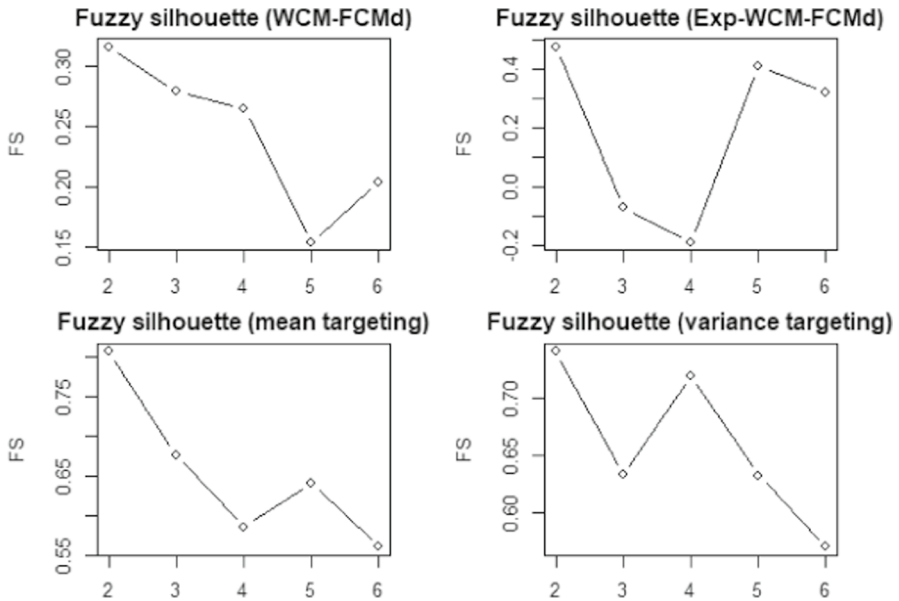 Fuzzy silhouette (WCM-FCMd)
FS
0.30
0.25
0.20
0.15
2 3 4 5 6
Fuzzy silhouette (Exp-WCM-FCMd)
FS
0.4
0.2
0.0
-0.2
2 3 4 5 6
Fuzzy silhouette (mean targeting)
FS
0.75
0.65
0.55
2 3 4 5 6
Fuzzy silhouette (variance targeting)
FS
0.70
0.65
0.60
2 3 4 5 6